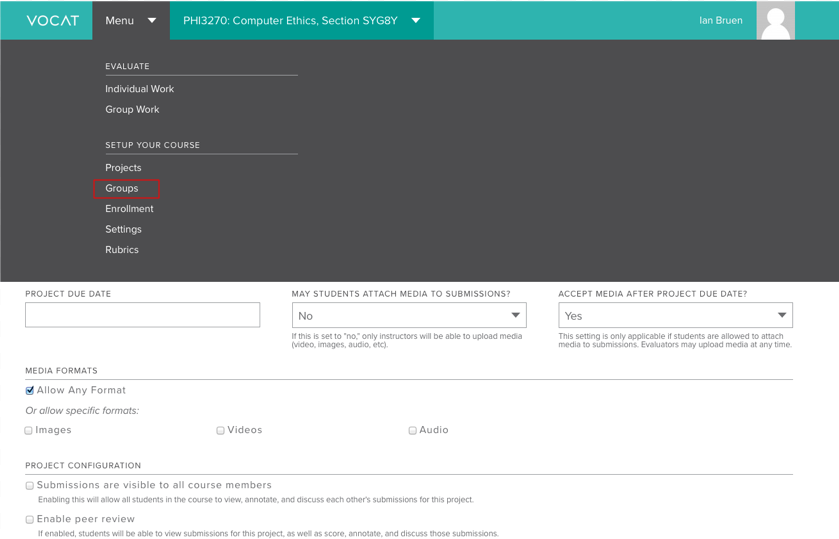 VOCAT
Menu
PHI3270: Computer Ethics, Section SYG8Y
Ian Bruen
EVALUATE
Individual Work
Group Work
SETUP YOUR COURSE
Projects
Groups
Enrollment
Settings
Rubrics
PROJECT DUE DATE
MAY STUDENTS ATTACH MEDIA TO SUBMISSIONS?
No
If this is set to "no," only instructors will be able to upload media
(video, images, audio, etc).
ACCEPT MEDIA AFTER PROJECT DUE DATE?
Yes
This setting is only applicable if students are allowed to attach
media to submissions. Evaluators may upload media at any time.
MEDIA FORMATS
Allow Any Format
Or allow specific formats:
Images
Videos
Audio
PROJECT CONFIGURATION
Submissions are visible to all course members
Enabling this will allow all students in the course to view, annotate, and discuss each other's submissions for this project.
Enable peer review
If enabled, students will be able to view submissions for this project, as well as score, annotate, and discuss those submissions.